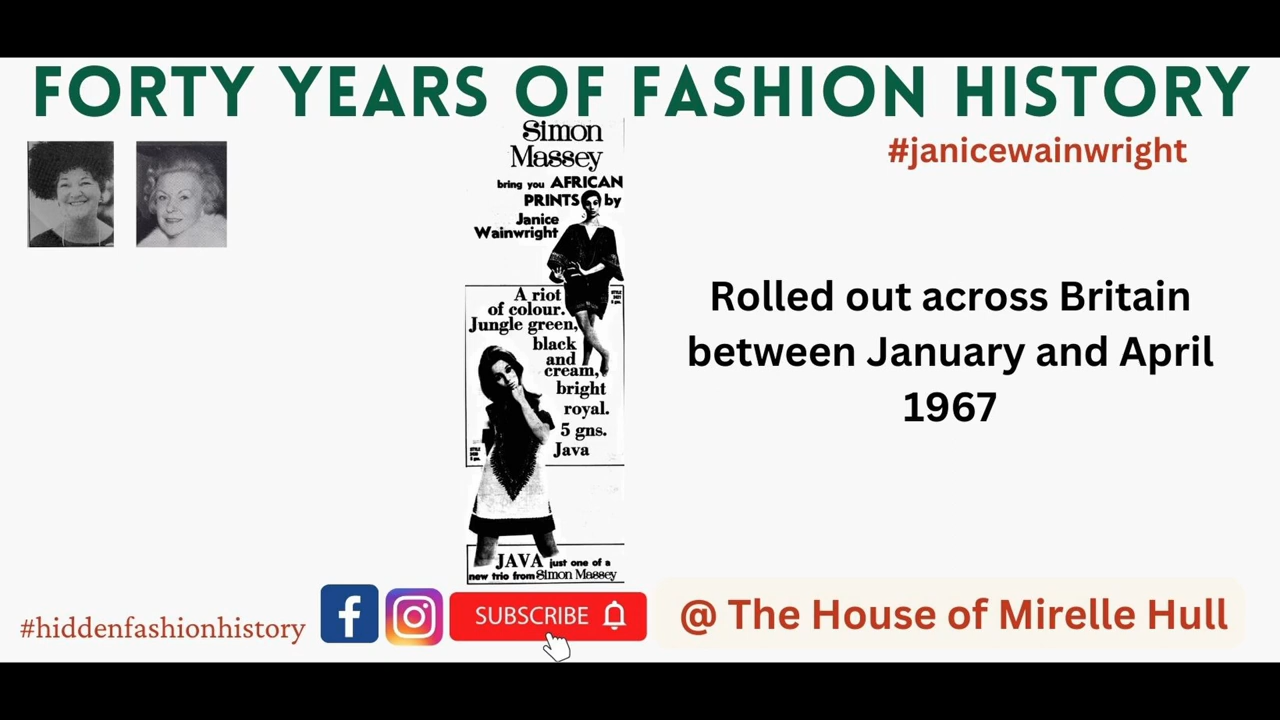 FORTY YEARS OF FASHION HISTORY
#janicewainwright
Simon
Massey
bring you AFRICAN
PRINTS by
Janice
Wainwright
A riot
of colour.
Jungle green,
black
and
cream,
bright
royal.
5 gns.
Java
JAVA just one of a
new trio from Simon Massey
Rolled out across Britain
between January and April
1967
#hiddenfashionhistory
SUBSCRIBE
@ The House of Mirelle Hull